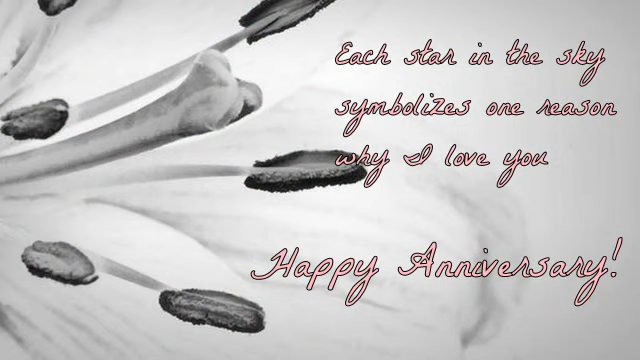 Each star in the sky
symbolizes one reason
why I love you
Happy Anniversary!